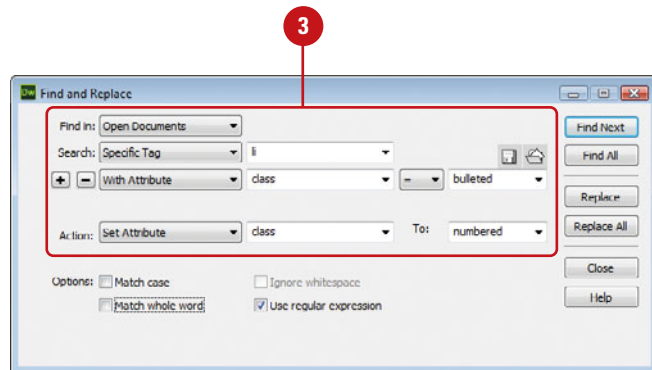 3
Dw Find and Replace
Find in: Open Documents Find Next
Search: Specific Tag li Find All
+ - With Attribute class = bulleted
Replace
Action: Set Attribute class To: numbered Replace All
Options: Match case Ignore whitespace Close
Match whole word Use regular expression Help